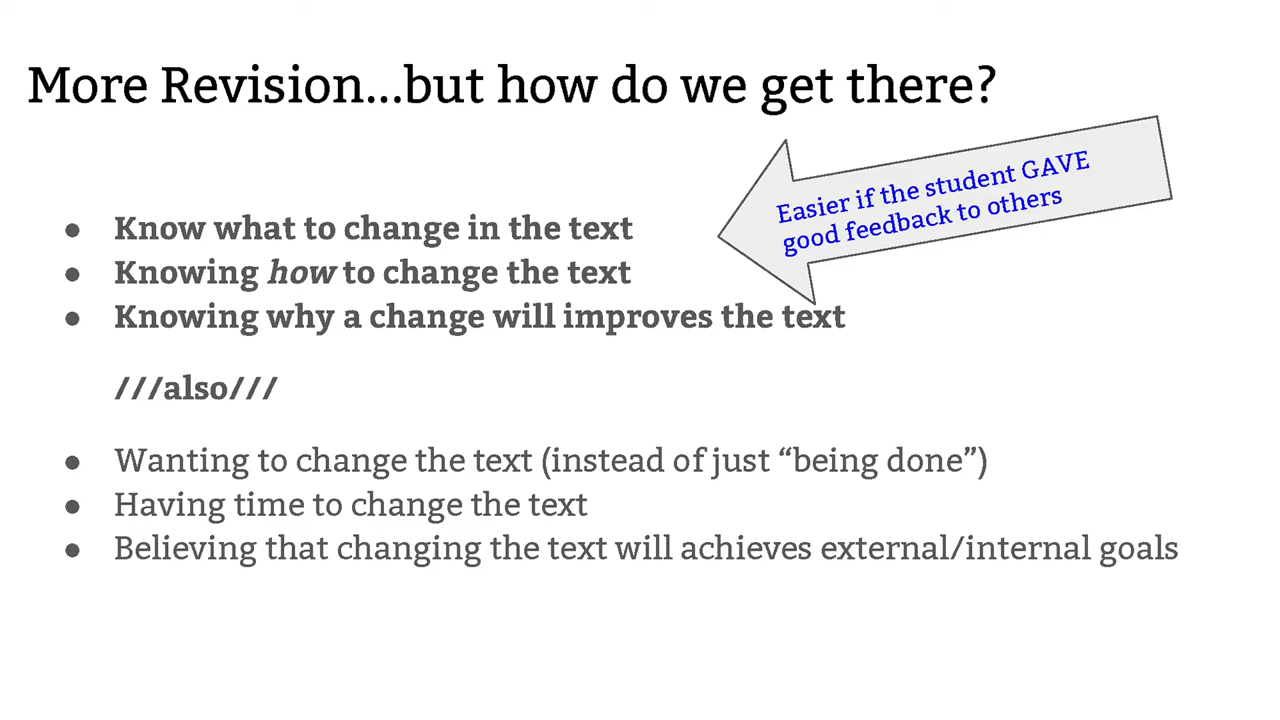 More Revision...but how do we get there?
Easier if the student GAVE
good feedback to others
● Know what to change in the text
● Knowing how to change the text
● Knowing why a change will improves the text
///also///
● Wanting to change the text (instead of just “being done”)
● Having time to change the text
● Believing that changing the text will achieves external/internal goals